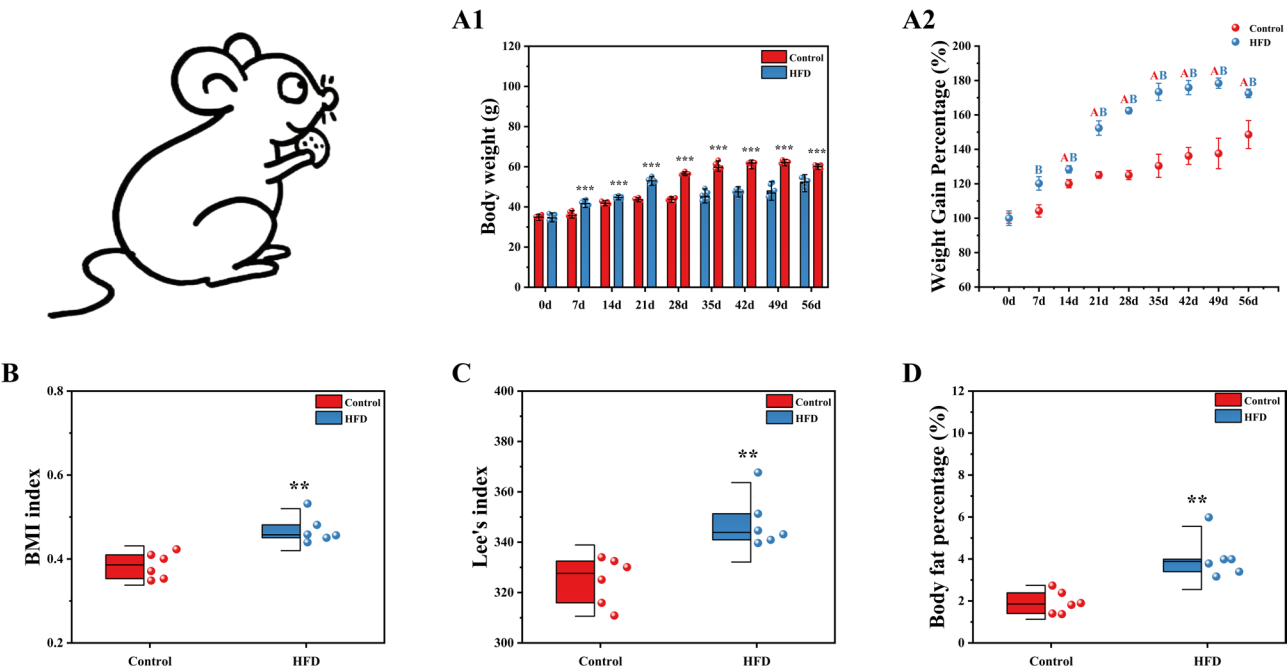 A1
Body weight (g)
120
100
80
60
40
20
0
Control
HFD
***
***
***
***
***
***
***
***
0d
7d
14d
21d
28d
35d
42d
49d
56d
A2
Weight Gain Percentage (%)
200
180
160
140
120
100
80
60
Control
HFD
B
AB
AB
AB
AB
AB
AB
AB
0d
7d
14d
21d
28d
35d
42d
49d
56d
B
BMI index
0.8
0.6
0.4
0.2
Control
HFD
**
Control
HFD
C
Lee's index
400
380
360
340
320
300
Control
HFD
**
Control
HFD
D
Body fat percentage (%)
12
10
8
6
4
2
0
Control
HFD
**
Control
HFD